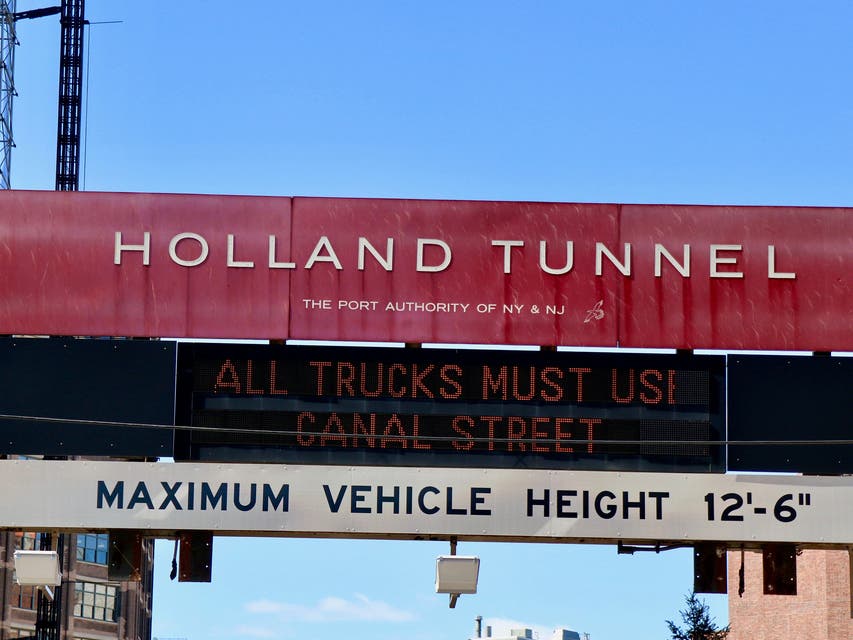 HOLLAND TUNNEL
THE PORT AUTHORITY OF NY & NJ
ALL TRUCKS MUST USE
CANAL STREET
MAXIMUM VEHICLE HEIGHT 12'-6"